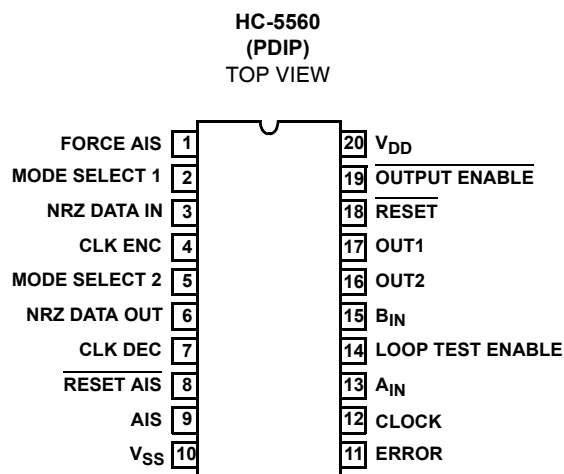 HC-5560
(PDIP)
TOP VIEW
FORCE AIS 1 20 VDD
MODE SELECT 1 2 19 OUTPUT ENABLE
NRZ DATA IN 3 18 RESET
CLK ENC 4 17 OUT1
MODE SELECT 2 5 16 OUT2
NRZ DATA OUT 6 15 BIN
CLK DEC 7 14 LOOP TEST ENABLE
RESET AIS 8 13 AIN
AIS 9 12 CLOCK
VSS 10 11 ERROR